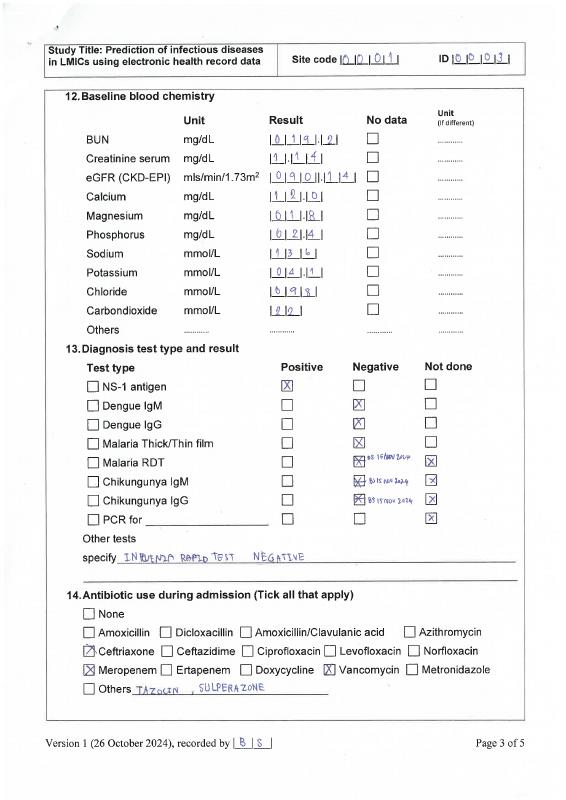 Study Title: Prediction of infectious diseases
in LMICs using electronic health record data
Site code |0|0|0|1|
ID |0|0|0|3|
12. Baseline blood chemistry
Unit Result No data Unit (if different)
BUN mg/dL |0|1|9|.|2| ☐ ............
Creatinine serum mg/dL |1|.|1|4| ☐ ............
eGFR (CKD-EPI) mls/min/1.73m² |0|9|0|.|1|4| ☐ ............
Calcium mg/dL |1|2|.|0| ☐ ............
Magnesium mg/dL |0|1|.|8| ☐ ............
Phosphorus mg/dL |0|2|.|4| ☐ ............
Sodium mmol/L |1|3|6| ☐ ............
Potassium mmol/L |0|4|.|1| ☐ ............
Chloride mmol/L |0|9|8| ☐ ............
Carbondioxide mmol/L |2|2| ☐ ............
Others ............ ............ ............ ............
13. Diagnosis test type and result
Test type Positive Negative Not done
☐ NS-1 antigen ☒ ☐ ☐
☐ Dengue IgM ☐ ☒ ☐
☐ Dengue IgG ☐ ☒ ☐
☐ Malaria Thick/Thin film ☐ ☒ ☐
☐ Malaria RDT ☐ ☒ BS 15/NOV 2024 ☒
☐ Chikungunya IgM ☐ ☒ BS 15 NOV 2024 ☒
☐ Chikungunya IgG ☐ ☒ BS 15 NOV 2024 ☒
☐ PCR for ____________________ ☐ ☐ ☒
Other tests
specify RAPID TEST NEGATIVE
14. Antibiotic use during admission (Tick all that apply)
☐ None
☐ Amoxicillin ☐ Dicloxacillin ☐ Amoxicillin/Clavulanic acid ☐ Azithromycin
☒ Ceftriaxone ☐ Ceftazidime ☐ Ciprofloxacin ☐ Levofloxacin ☐ Norfloxacin
☒ Meropenem ☐ Ertapenem ☐ Doxycycline ☒ Vancomycin ☐ Metronidazole
☐ Others TAZOCIN , SULPERAZONE
Version 1 (26 October 2024), recorded by |B|S|
Page 3 of 5